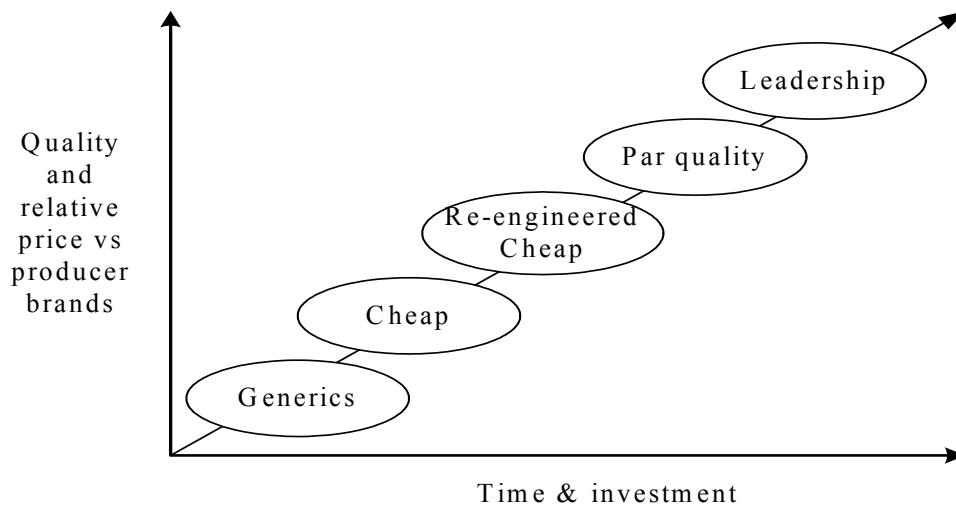 Leadership
Quality
and
relative
price vs
producer
brands
Par quality
Re-engineered
Cheap
Cheap
Generics
Time & investment